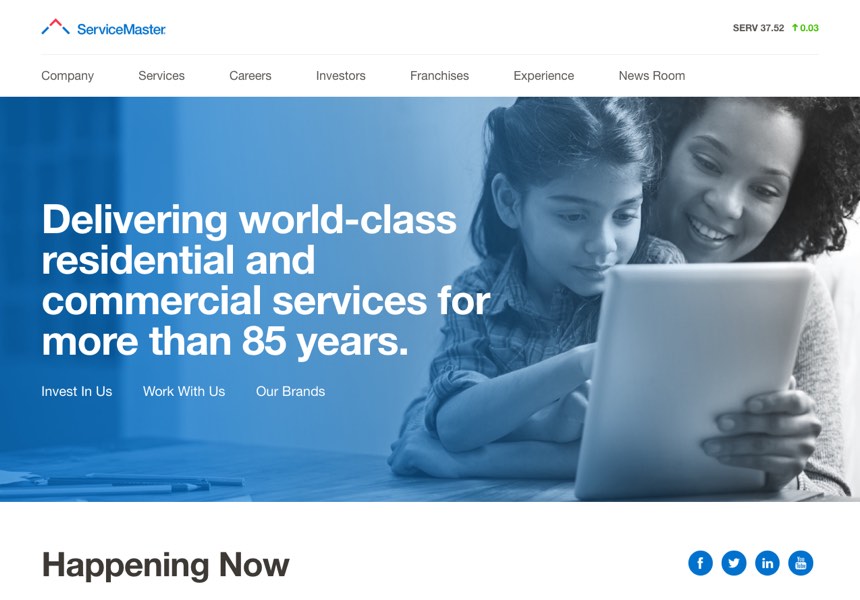 ServiceMaster
SERV 37.52 0.03
Company Services Careers Investors Franchises Experience News Room
Delivering world-class
residential and
commercial services for
more than 85 years.
Invest In Us Work With Us Our Brands
Happening Now
f in You Tube